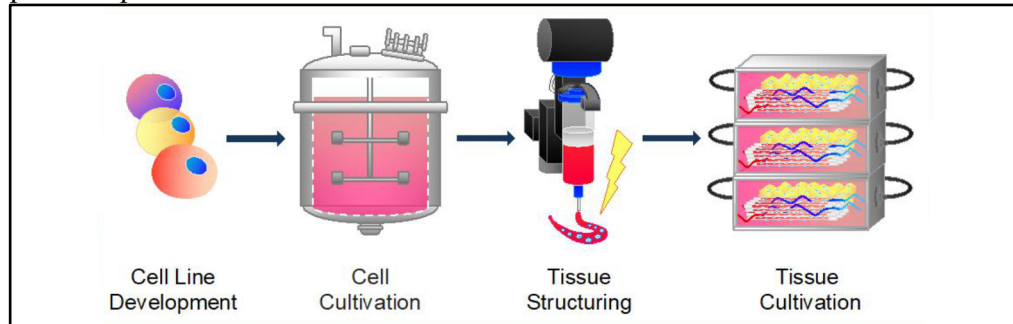 Cell Line
Development
Cell
Cultivation
Tissue
Structuring
Tissue
Cultivation